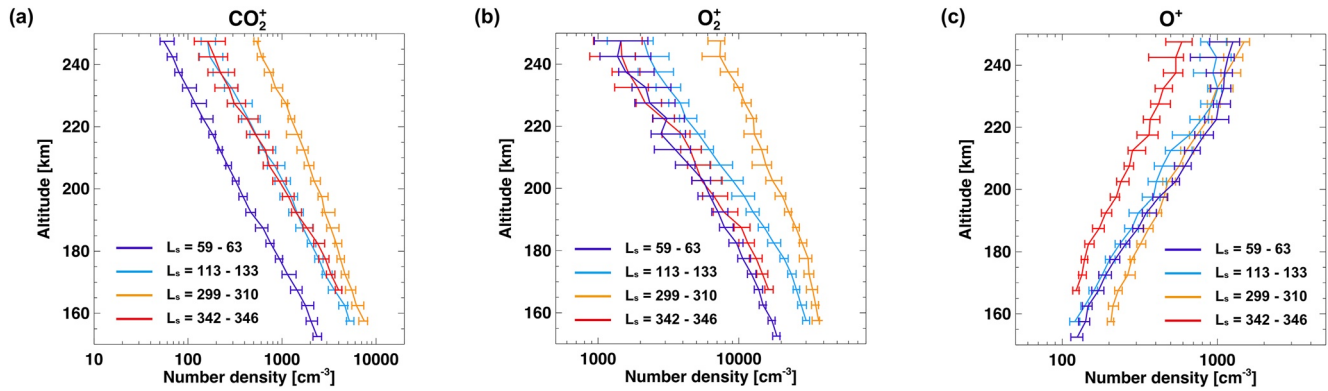 (a)
CO₂⁺
Altitude [km]
240
220
200
180
160
Lₛ = 59 - 63
Lₛ = 113 - 133
Lₛ = 299 - 310
Lₛ = 342 - 346
10
100
1000
10000
Number density [cm⁻³]
(b)
O₂⁺
Altitude [km]
240
220
200
180
160
Lₛ = 59 - 63
Lₛ = 113 - 133
Lₛ = 299 - 310
Lₛ = 342 - 346
1000
10000
Number density [cm⁻³]
(c)
O⁺
Altitude [km]
240
220
200
180
160
Lₛ = 59 - 63
Lₛ = 113 - 133
Lₛ = 299 - 310
Lₛ = 342 - 346
100
1000
Number density [cm⁻³]